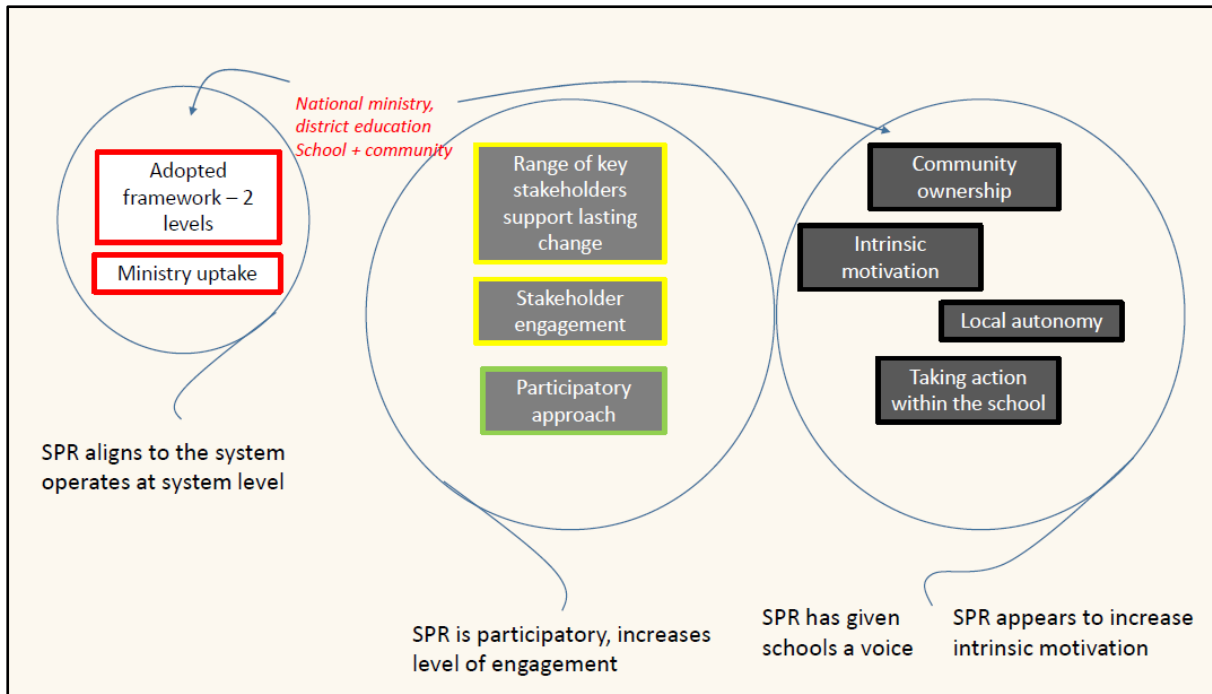 National ministry,
district education
School + community
Adopted
framework – 2
levels
Ministry uptake
SPR aligns to the system
operates at system level
Range of key
stakeholders
support lasting
change
Stakeholder
engagement
Participatory
approach
SPR is participatory, increases
level of engagement
Community
ownership
Intrinsic
motivation
Local autonomy
Taking action
within the school
SPR has given
schools a voice
SPR appears to increase
intrinsic motivation